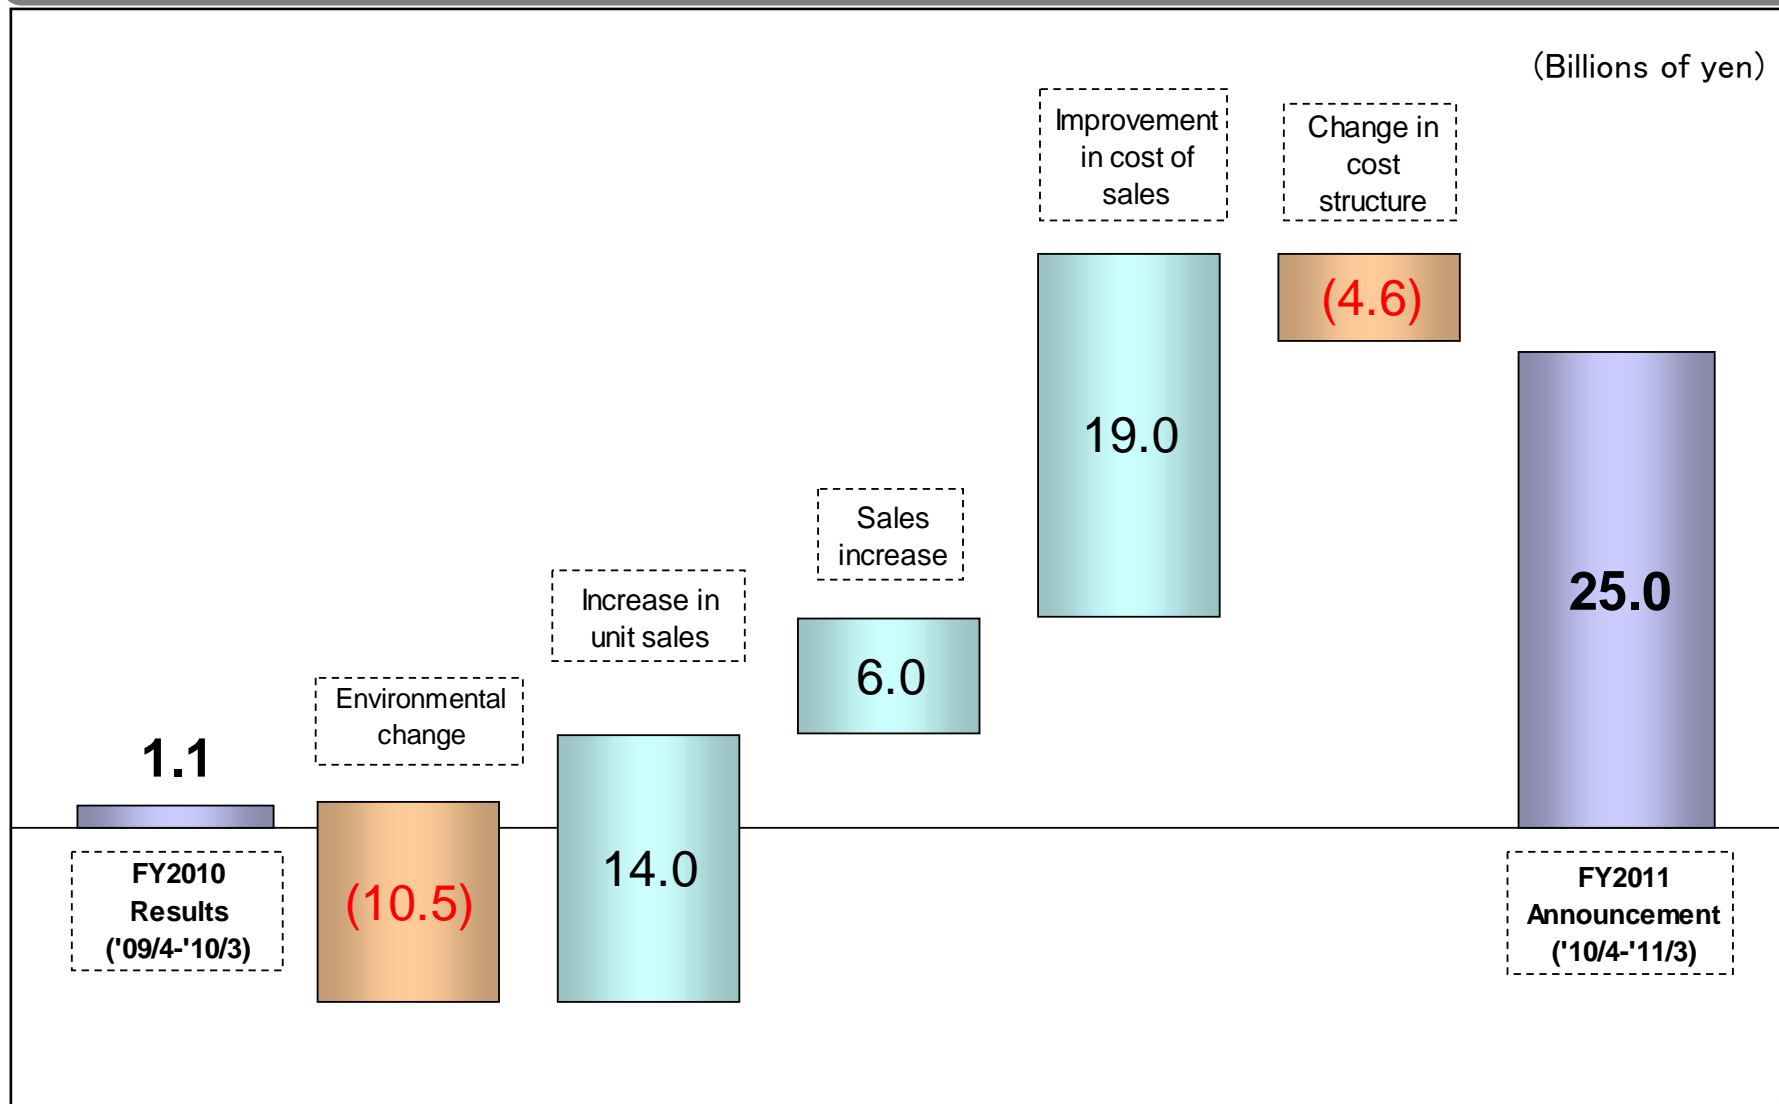 （Billions of yen）
Improvement
in cost of
sales
Change in
cost
structure
(4.6)
19.0
Sales
increase
6.0
Increase in
unit sales
14.0
Environmental
change
(10.5)
1.1
25.0
FY2010
Results
('09/4-'10/3)
FY2011
Announcement
('10/4-'11/3)